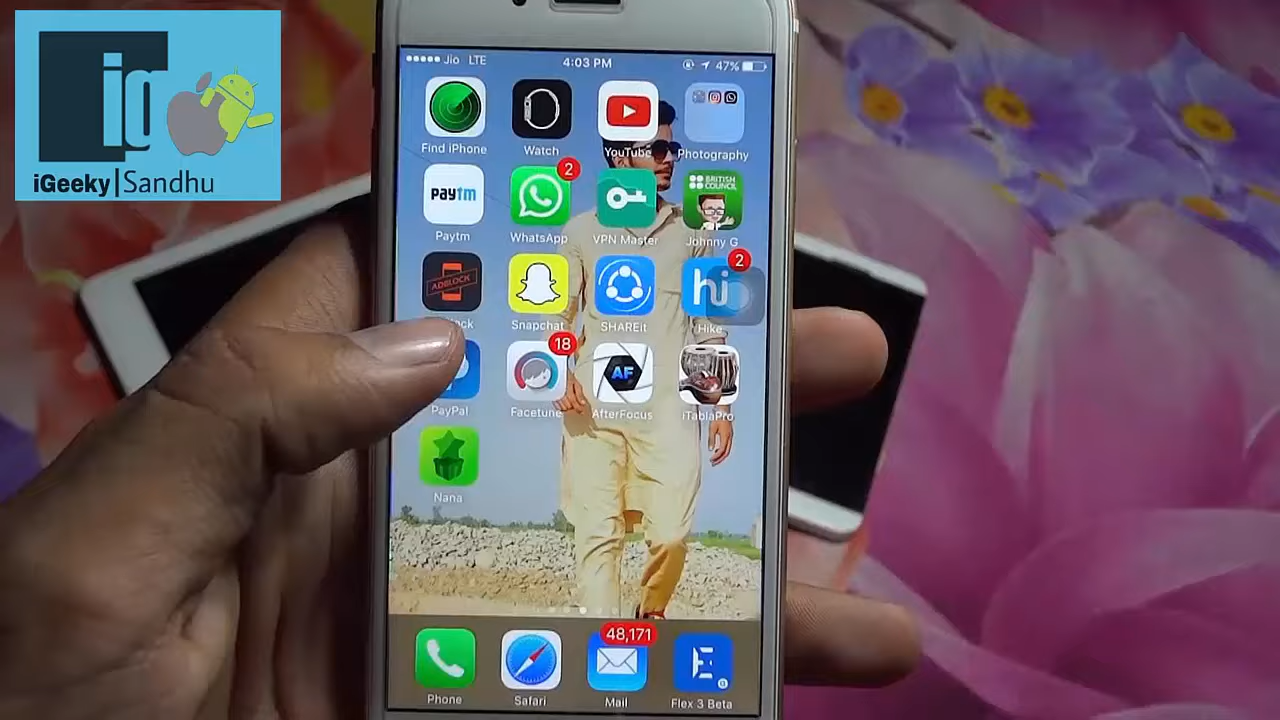 ig
iGeeky|Sandhu
Jio LTE 4:03 PM 47%
Find iPhone Watch YouTube Photography
paytm 2 BRITISH COUNCIL
Paytm WhatsApp VPN Master Johnny G
ADBLOCK 2 hi
Snapchat SHAREit Hike
18 AF
PayPal Facetune AfterFocus iTablaPro
Nana
48,171
Phone Safari Mail Flex 3 Beta